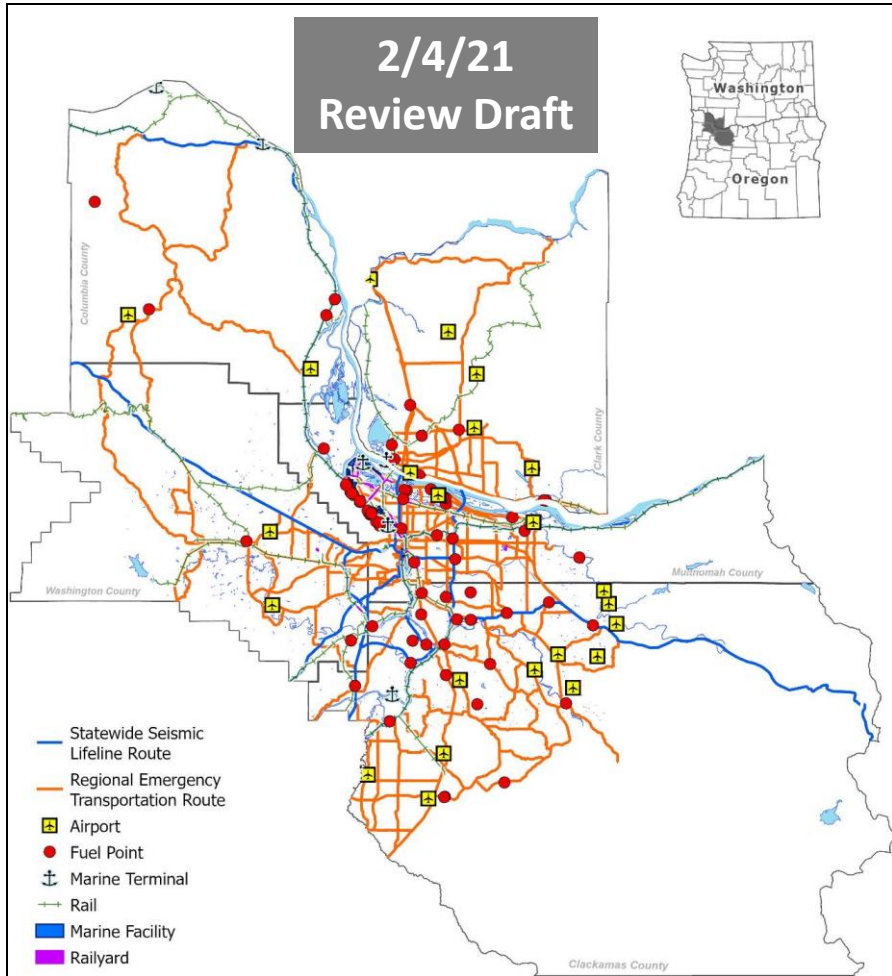 2/4/21
Review Draft
Washington
Oregon
Columbia County
Clark County
Washington County
Multnomah County
Clackamas County
Statewide Seismic
Lifeline Route
Regional Emergency
Transportation Route
Airport
Fuel Point
Marine Terminal
Rail
Marine Facility
Railyard